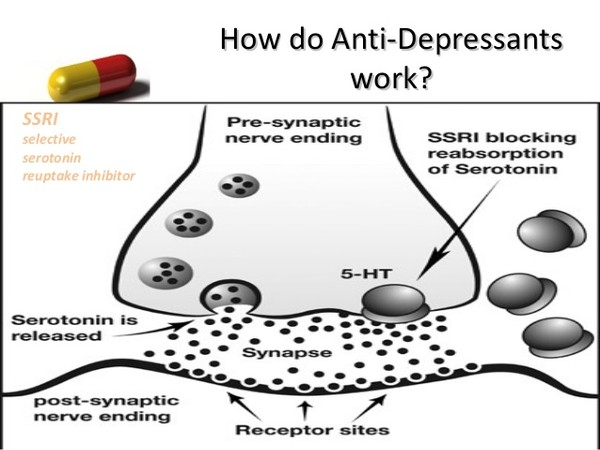 How do Anti-Depressants
work?
SSRI
selective
serotonin
reuptake inhibitor
Pre-synaptic
nerve ending
SSRI blocking
reabsorption
of Serotonin
5-HT
Serotonin is
released
Synapse
post-synaptic
nerve ending
Receptor sites